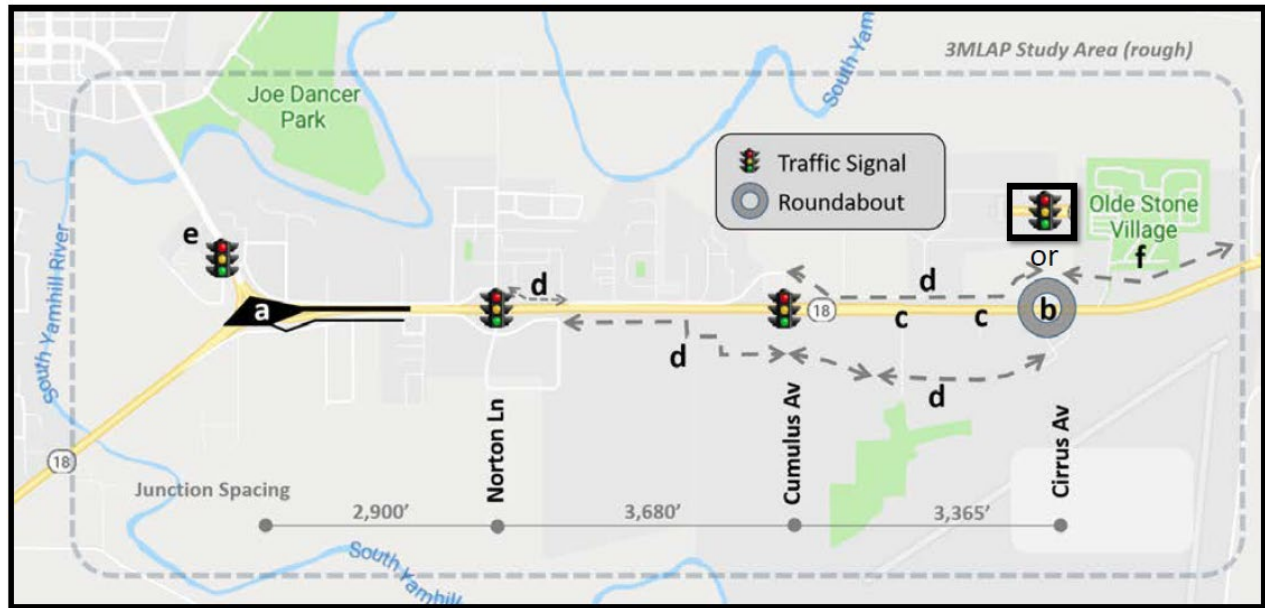 3MLAP Study Area (rough)
Joe Dancer
Park
South Yam
Traffic Signal
Roundabout
Olde Stone
Village
or
e
f
d
d
a
18
c
c
b
d
d
South Yamhill River
Norton Ln
Cumulus Av
Cirrus Av
18
Junction Spacing
2,900'
3,680'
3,365'
South Yamhill